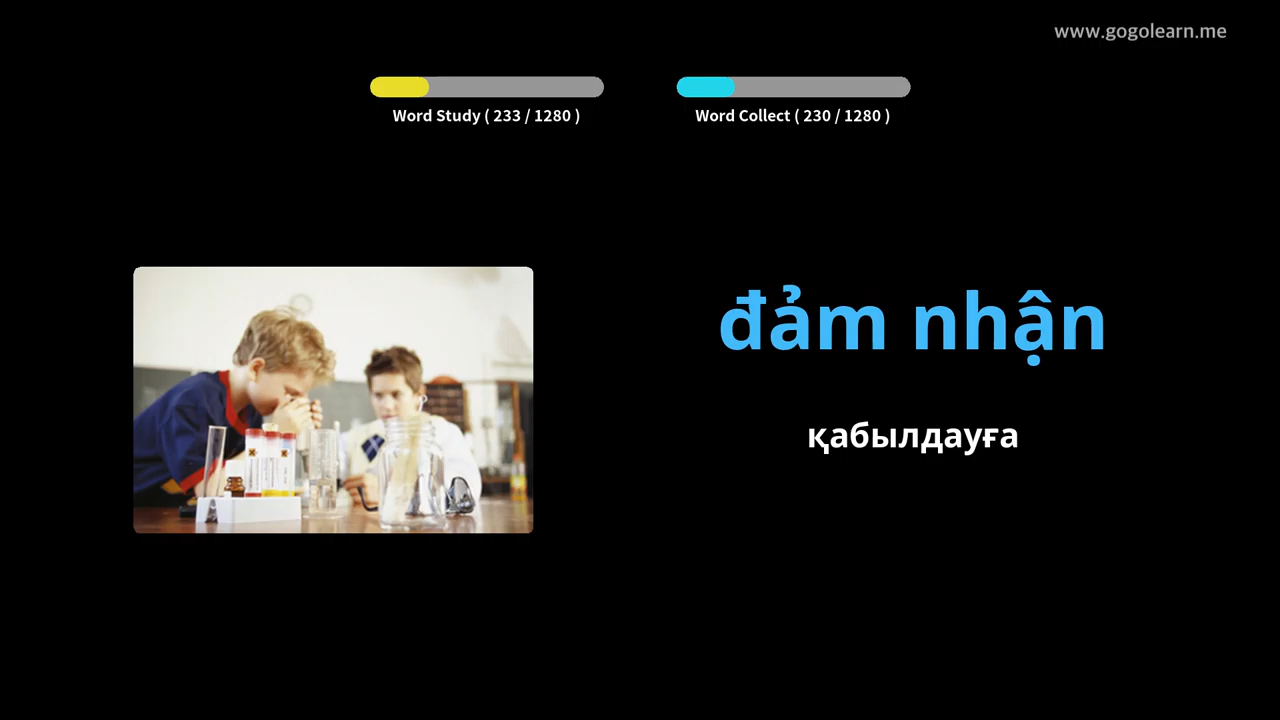 www.gogolearn.me
Word Study ( 233 / 1280 )
Word Collect ( 230 / 1280 )
đảm nhận
қабылдауға